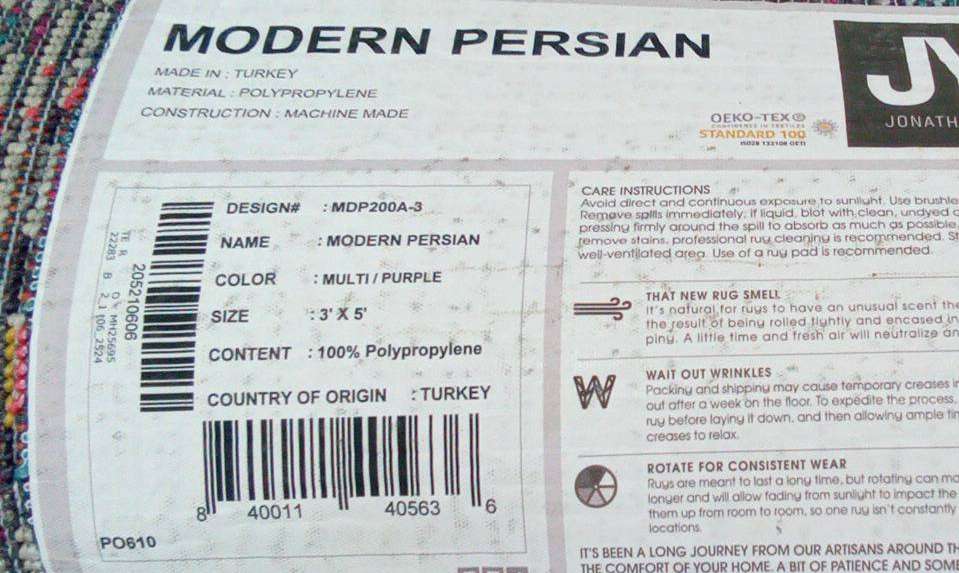 MODERN PERSIAN
MADE IN : TURKEY
MATERIAL : POLYPROPYLENE
CONSTRUCTION : MACHINE MADE
JY
JONATH
OEKO-TEX®
CONFIDENCE IN TEXTILES
STANDARD 100
DESIGN# : MDP200A-3
NAME : MODERN PERSIAN
COLOR : MULTI / PURPLE
SIZE : 3' X 5'
CONTENT : 100% Polypropylene
COUNTRY OF ORIGIN : TURKEY
205210606
8 40011 40563 6
PO610
CARE INSTRUCTIONS
Avoid direct and continuous exposure to sunlight. Use brushle
Remove spills immediately. If liquid, blot with clean, undyed c
pressing firmly around the spill to absorb as much as possible.
remove stains, professional rug cleaning is recommended. St
well-ventilated area. Use of a rug pad is recommended.
THAT NEW RUG SMELL
It's natural for rugs to have an unusual scent the
the result of being rolled tightly and encased in
ping. A little time and fresh air will neutralize an
WAIT OUT WRINKLES
Packing and shipping may cause temporary creases in
out after a week on the floor. To expedite the process,
rug before laying it down, and then allowing ample tim
creases to relax.
ROTATE FOR CONSISTENT WEAR
Rugs are meant to last a long time, but rotating can ma
longer and will allow fading from sunlight to impact the
them up from room to room, so one rug isn't constantly
locations.
IT'S BEEN A LONG JOURNEY FROM OUR ARTISANS AROUND TH
THE COMFORT OF YOUR HOME. A BIT OF PATIENCE AND SOME